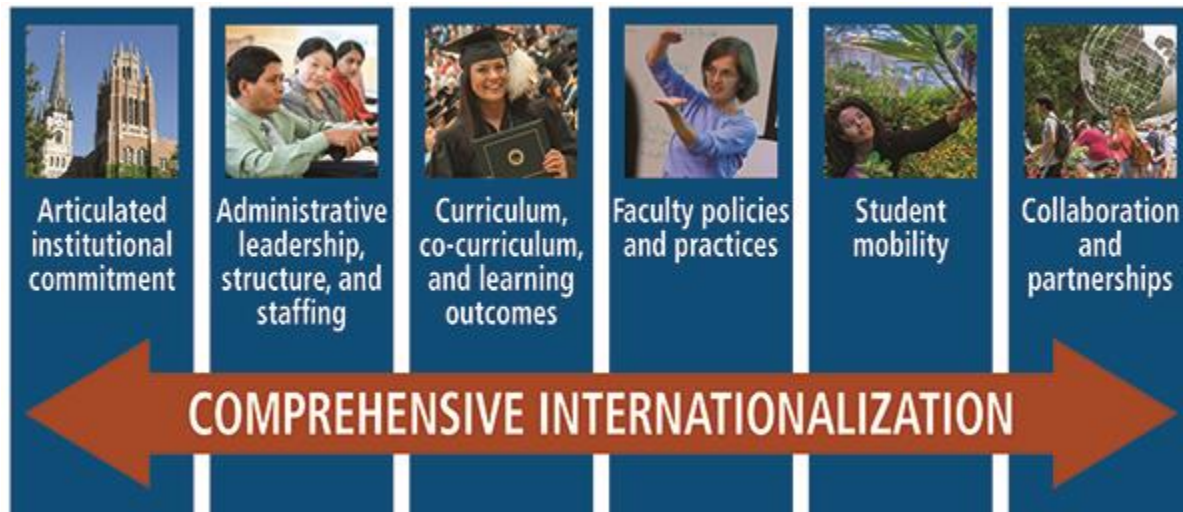 Articulated
institutional
commitment
Administrative
leadership,
structure, and
staffing
Curriculum,
co-curriculum,
and learning
outcomes
Faculty policies
and practices
Student
mobility
Collaboration
and
partnerships
COMPREHENSIVE INTERNATIONALIZATION